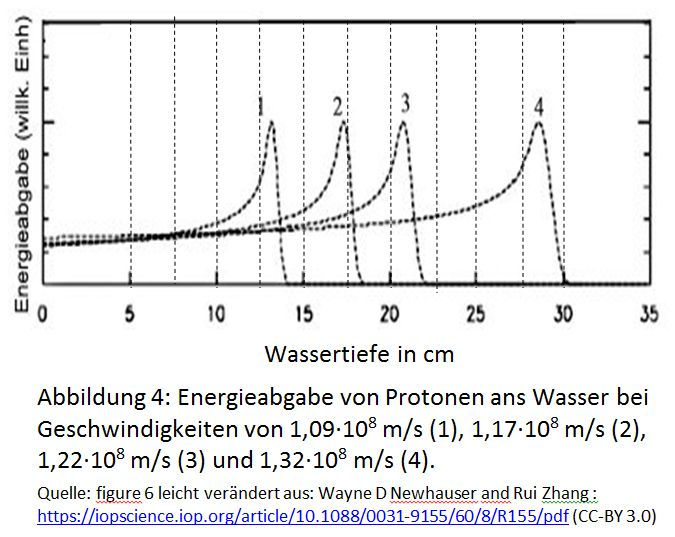 Energieabgabe (willk. Einh)
1 2 3 4
0 5 10 15 20 25 30 35
Wassertiefe in cm
Abbildung 4: Energieabgabe von Protonen ans Wasser bei
Geschwindigkeiten von 1,09·10⁸ m/s (1), 1,17·10⁸ m/s (2),
1,22·10⁸ m/s (3) und 1,32·10⁸ m/s (4).
Quelle: figure 6 leicht verändert aus: Wayne D Newhauser and Rui Zhang :
https://iopscience.iop.org/article/10.1088/0031-9155/60/8/R155/pdf (CC-BY 3.0)